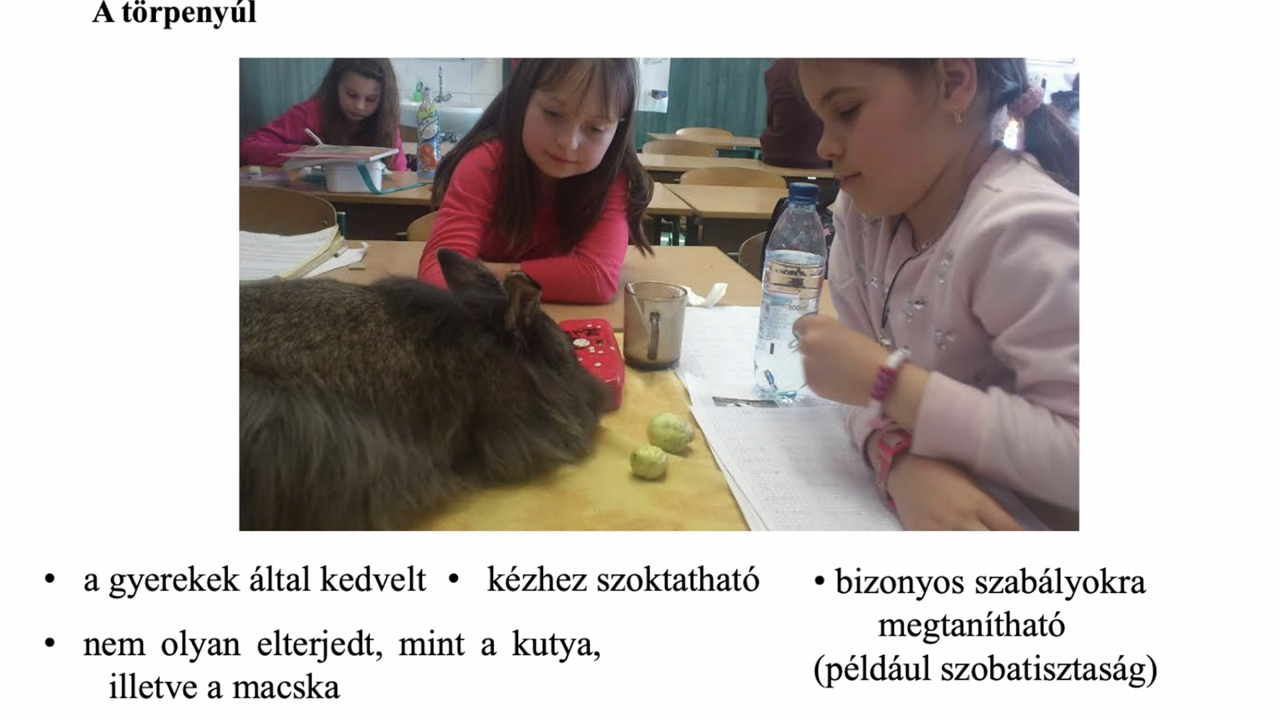 A törpenyúl
• a gyerekek által kedvelt • kézhez szoktatható
• nem olyan elterjedt, mint a kutya,
illetve a macska
• bizonyos szabályokra
megtanítható
(például szobatisztaság)